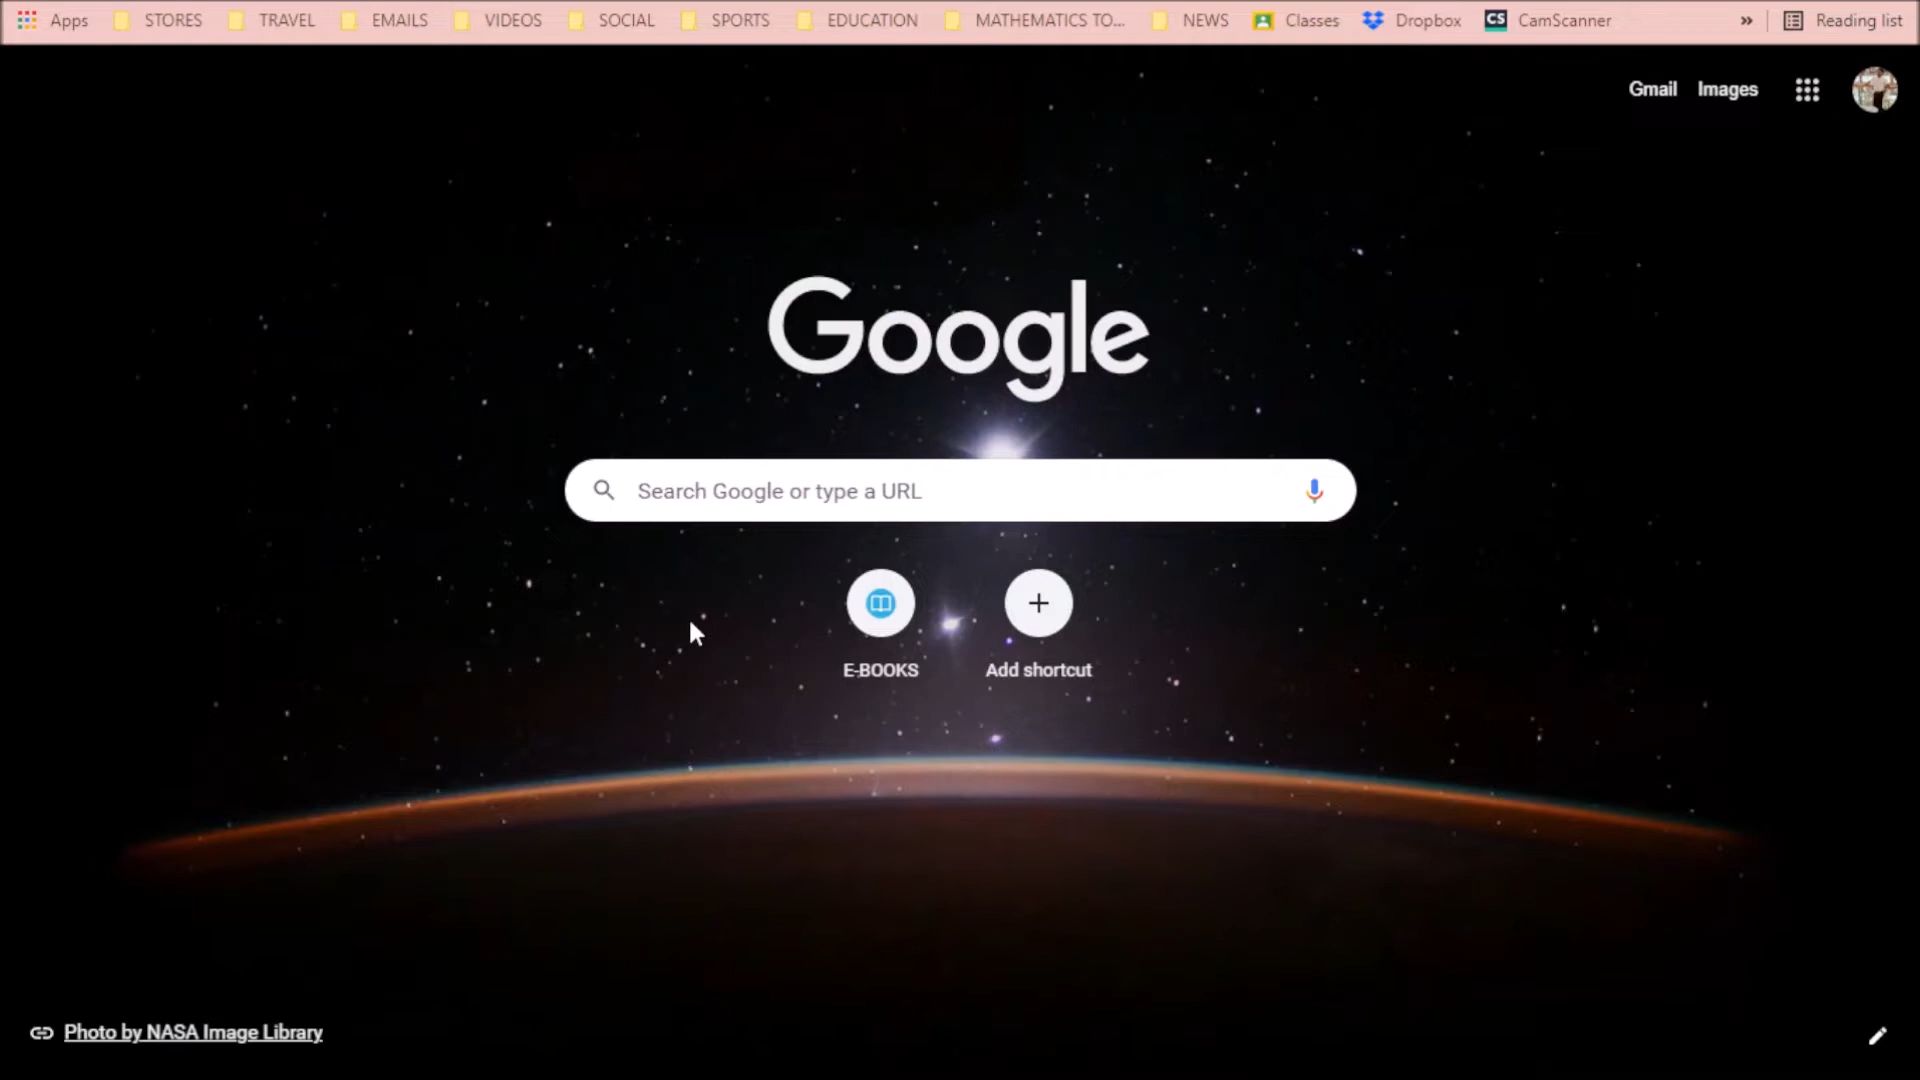 Apps STORES TRAVEL EMAILS VIDEOS SOCIAL SPORTS EDUCATION MATHEMATICS TO... NEWS Classes CS Dropbox CamScanner » Reading list
Gmail Images
Google
Search Google or type a URL
E-BOOKS Add shortcut
Photo by NASA Image Library